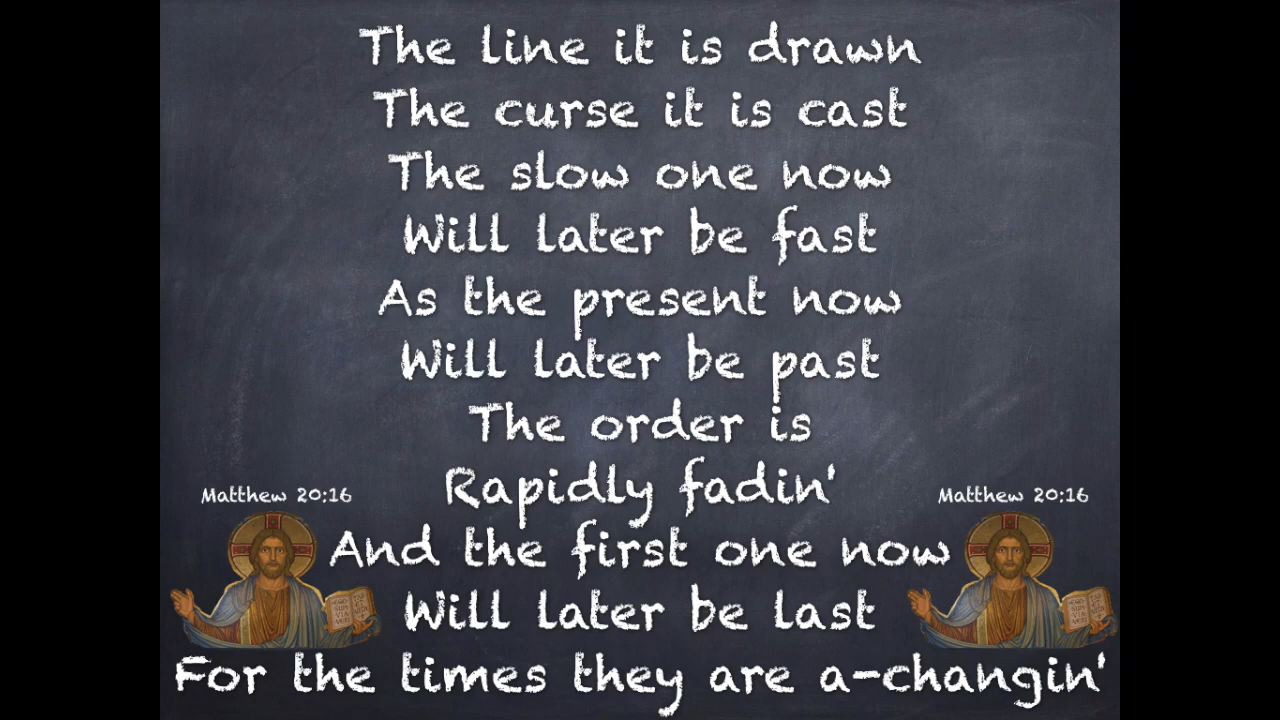 The line it is drawn
The curse it is cast
The slow one now
Will later be fast
As the present now
Will later be past
The order is
Rapidly fadin'
Matthew 20:16
Matthew 20:16
And the first one now
Will later be last
For the times they are a-changin'